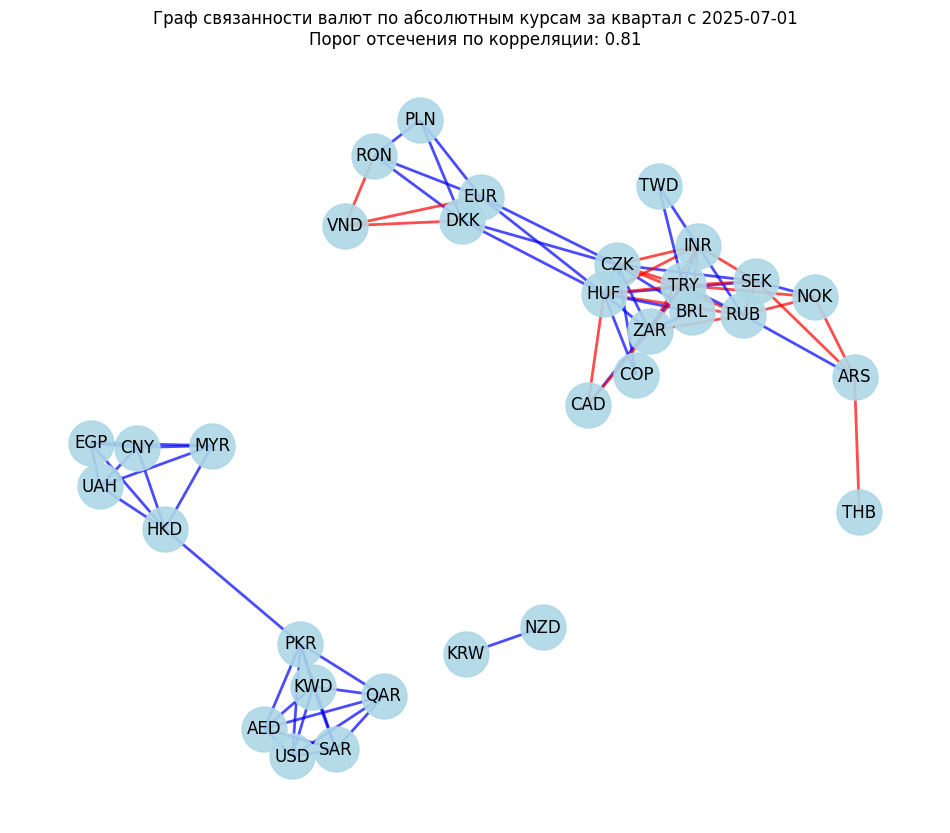 Граф связанности валют по абсолютным курсам за квартал с 2025-07-01
Порог отсечения по корреляции: 0.81
PLN
RON
TWD
EUR
DKK
VND
INR
CZK
SEK
TRY
HUF
NOK
BRL
RUB
ZAR
COP
ARS
CAD
EGP
CNY
MYR
UAH
THB
HKD
NZD
PKR
KRW
KWD
QAR
AED
SAR
USD